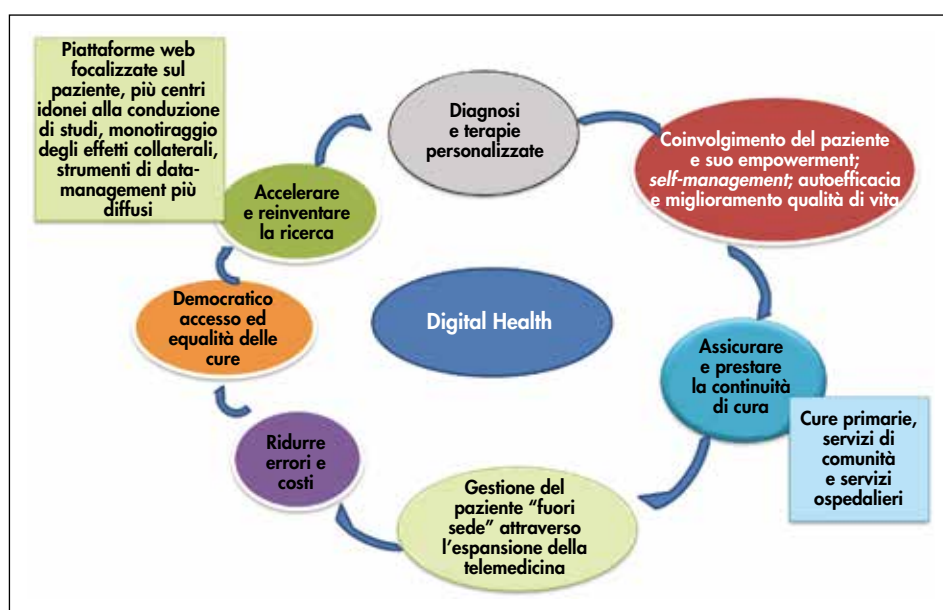 Piattaforme web
focalizzate sul
paziente, più centri
idonei alla conduzione
di studi, monotiraggio
degli effetti collaterali,
strumenti di data-
management più
diffusi
Accelerare
e reinventare
la ricerca
Diagnosi
e terapie
personalizzate
Coinvolgimento del paziente
e suo empowerment;
self-management; autoefficacia
e miglioramento qualità di vita
Democratico
accesso ed
equalità delle
cure
Digital Health
Assicurare
e prestare
la continuità
di cura
Cure primarie,
servizi di
comunità
e servizi
ospedalieri
Ridurre
errori e
costi
Gestione del
paziente “fuori
sede” attraverso
l’espansione della
telemedicina